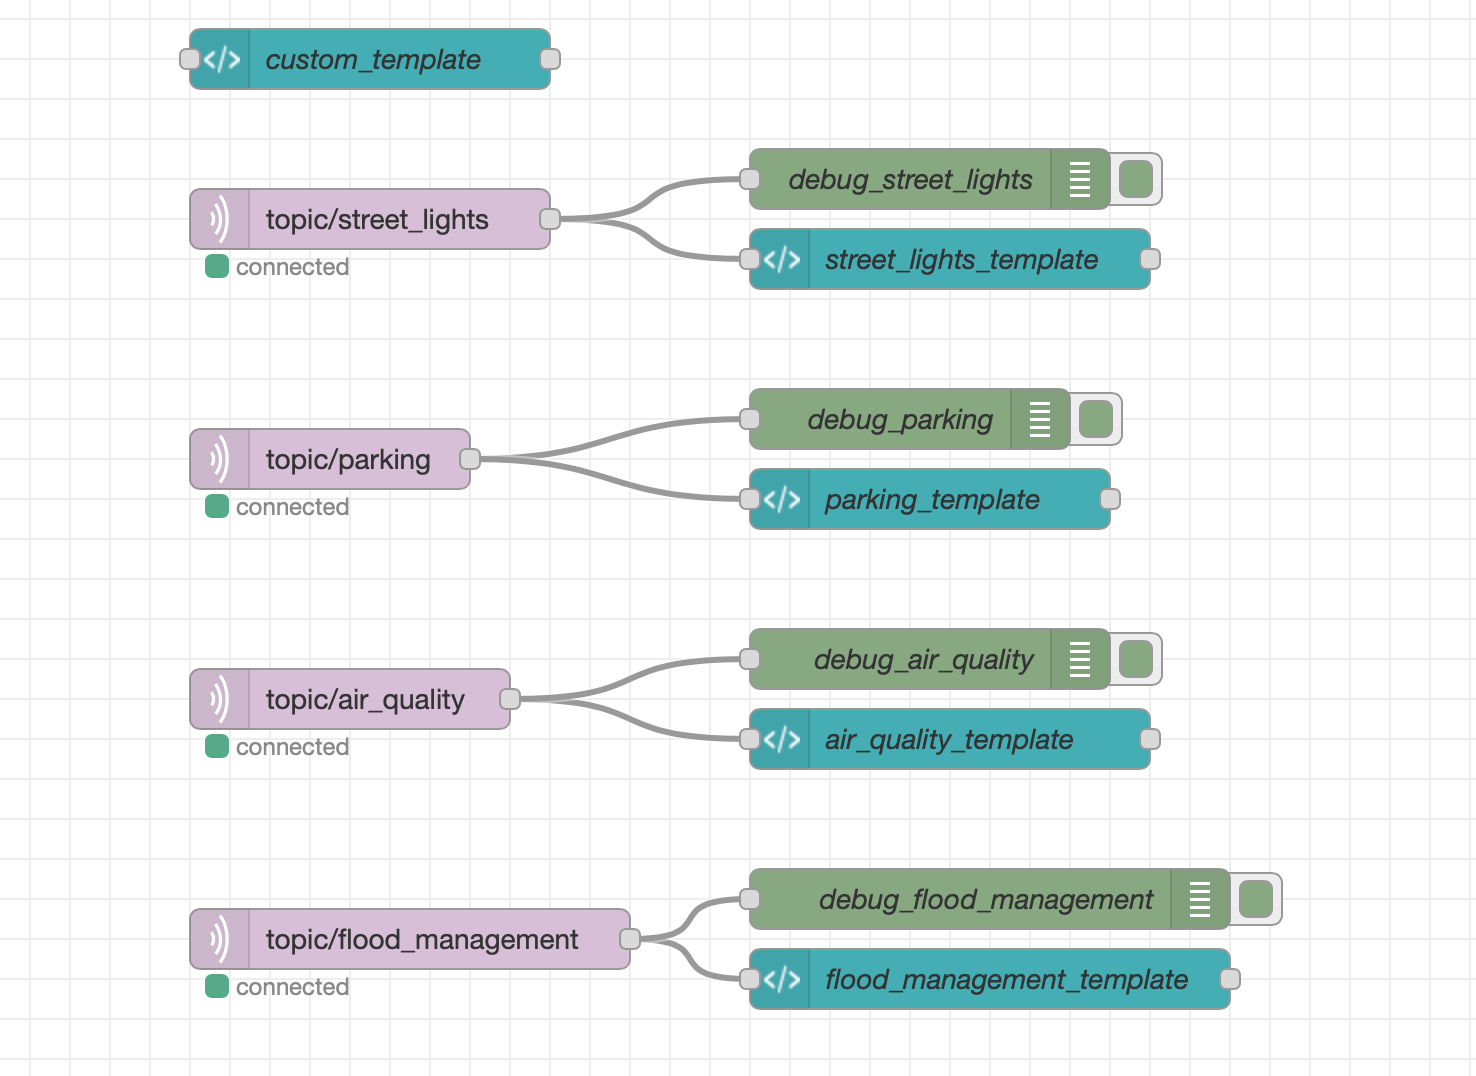 custom_template
debug_street_lights
topic/street_lights
connected
street_lights_template
debug_parking
topic/parking
connected
parking_template
debug_air_quality
topic/air_quality
connected
air_quality_template
debug_flood_management
topic/flood_management
connected
flood_management_template